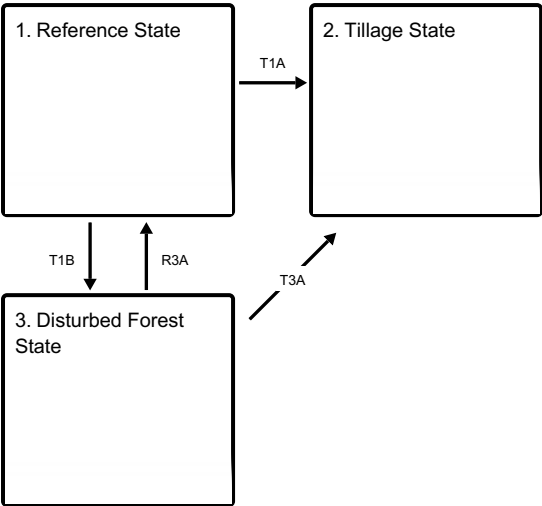 1. Reference State
2. Tillage State
T1A
T1B
R3A
T3A
3. Disturbed Forest
State